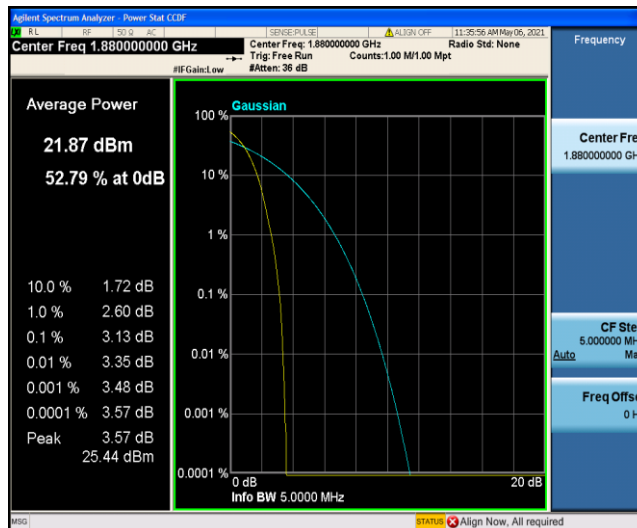 Agilent Spectrum Analyzer - Power Stat CCDF
RL RF 50 Ω AC SENSE:PULSE ALIGN OFF 11:35:56 AM May 06, 2021
Center Freq 1.880000000 GHz
Center Freq: 1.880000000 GHz Radio Std: None
Trig: Free Run Counts:1.00 M/1.00 Mpt
#IFGain:Low #Atten: 36 dB
Frequency
Average Power
21.87 dBm
52.79 % at 0dB
10.0 % 1.72 dB
1.0 % 2.60 dB
0.1 % 3.13 dB
0.01 % 3.35 dB
0.001 % 3.48 dB
0.0001 % 3.57 dB
Peak 3.57 dB
25.44 dBm
Gaussian
100 %
10 %
1 %
0.1 %
0.01 %
0.001 %
0.0001 %
0 dB 20 dB
Info BW 5.0000 MHz
Center Fre
1.880000000 GH
CF Ste
5.000000 MH
Auto Ma
Freq Offse
0 H
MSG STATUS Align Now, All required